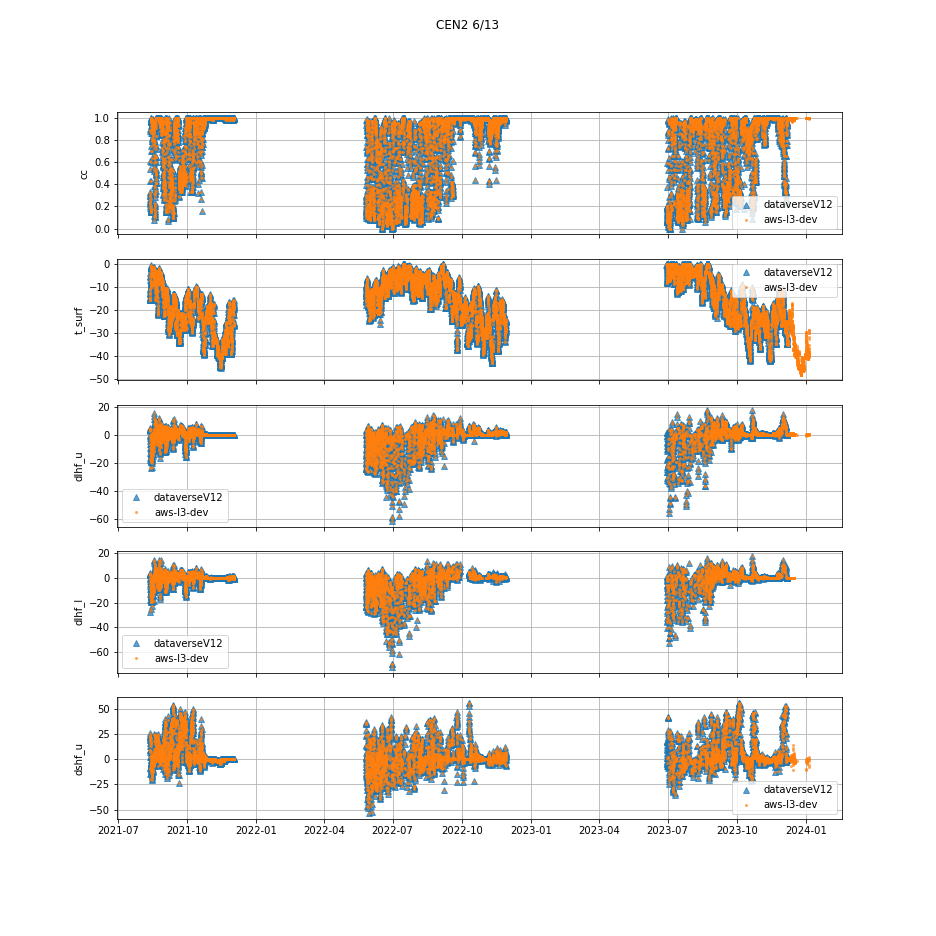 CEN2 6/13
1.0
0.8
0.6
0.4
0.2
0.0
cc
dataverseV12
aws-l3-dev
0
−10
−20
−30
−40
−50
t_surf
dataverseV12
aws-l3-dev
20
0
−20
−40
−60
dlhf_u
dataverseV12
aws-l3-dev
20
0
−20
−40
−60
dlhf_l
dataverseV12
aws-l3-dev
50
25
0
−25
−50
dshf_u
dataverseV12
aws-l3-dev
2021-07 2021-10 2022-01 2022-04 2022-07 2022-10 2023-01 2023-04 2023-07 2023-10 2024-01